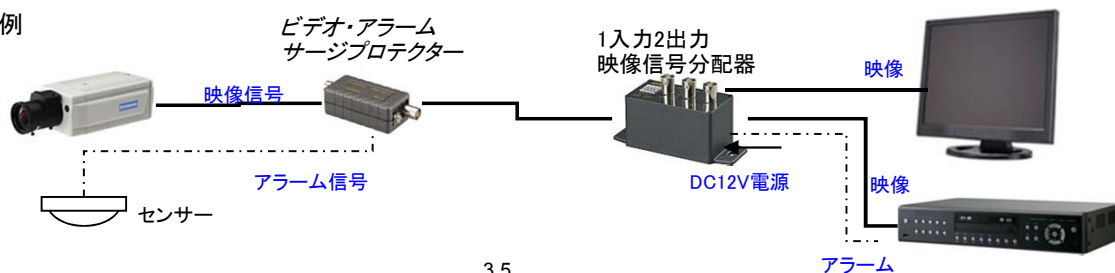 例
ビデオ・アラーム
サージプロテクター
1入力2出力
映像信号分配器
映像
映像信号
アラーム信号
DC12V電源
映像
センサー
アラーム